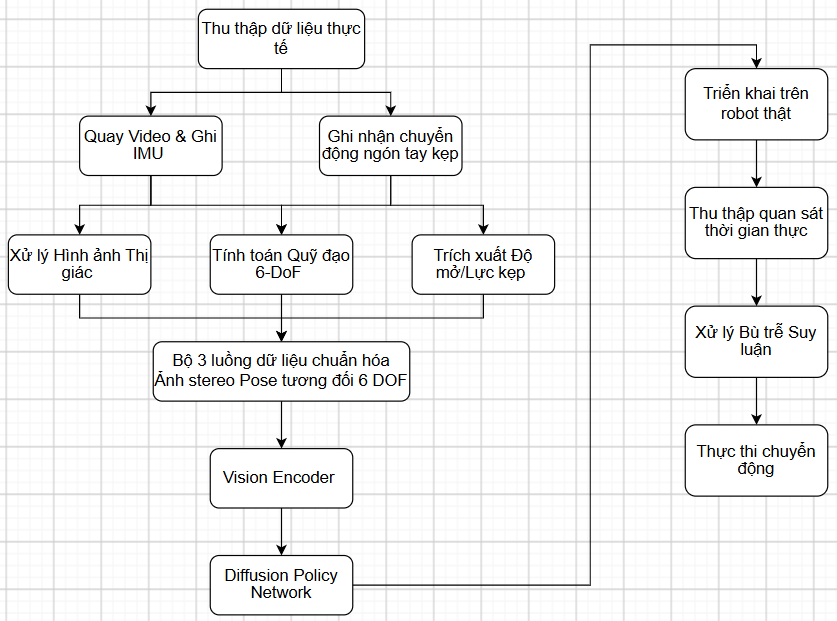 Thu thập dữ liệu thực
tế
Quay Video & Ghi
IMU
Ghi nhận chuyển
động ngón tay kẹp
Xử lý Hình ảnh Thị
giác
Tính toán Quỹ đạo
6-DoF
Trích xuất Độ
mở/Lực kẹp
Bộ 3 luồng dữ liệu chuẩn hóa
Ảnh stereo Pose tương đối 6 DOF
Vision Encoder
Diffusion Policy
Network
Triển khai trên
robot thật
Thu thập quan sát
thời gian thực
Xử lý Bù trễ Suy
luận
Thực thi chuyển
động